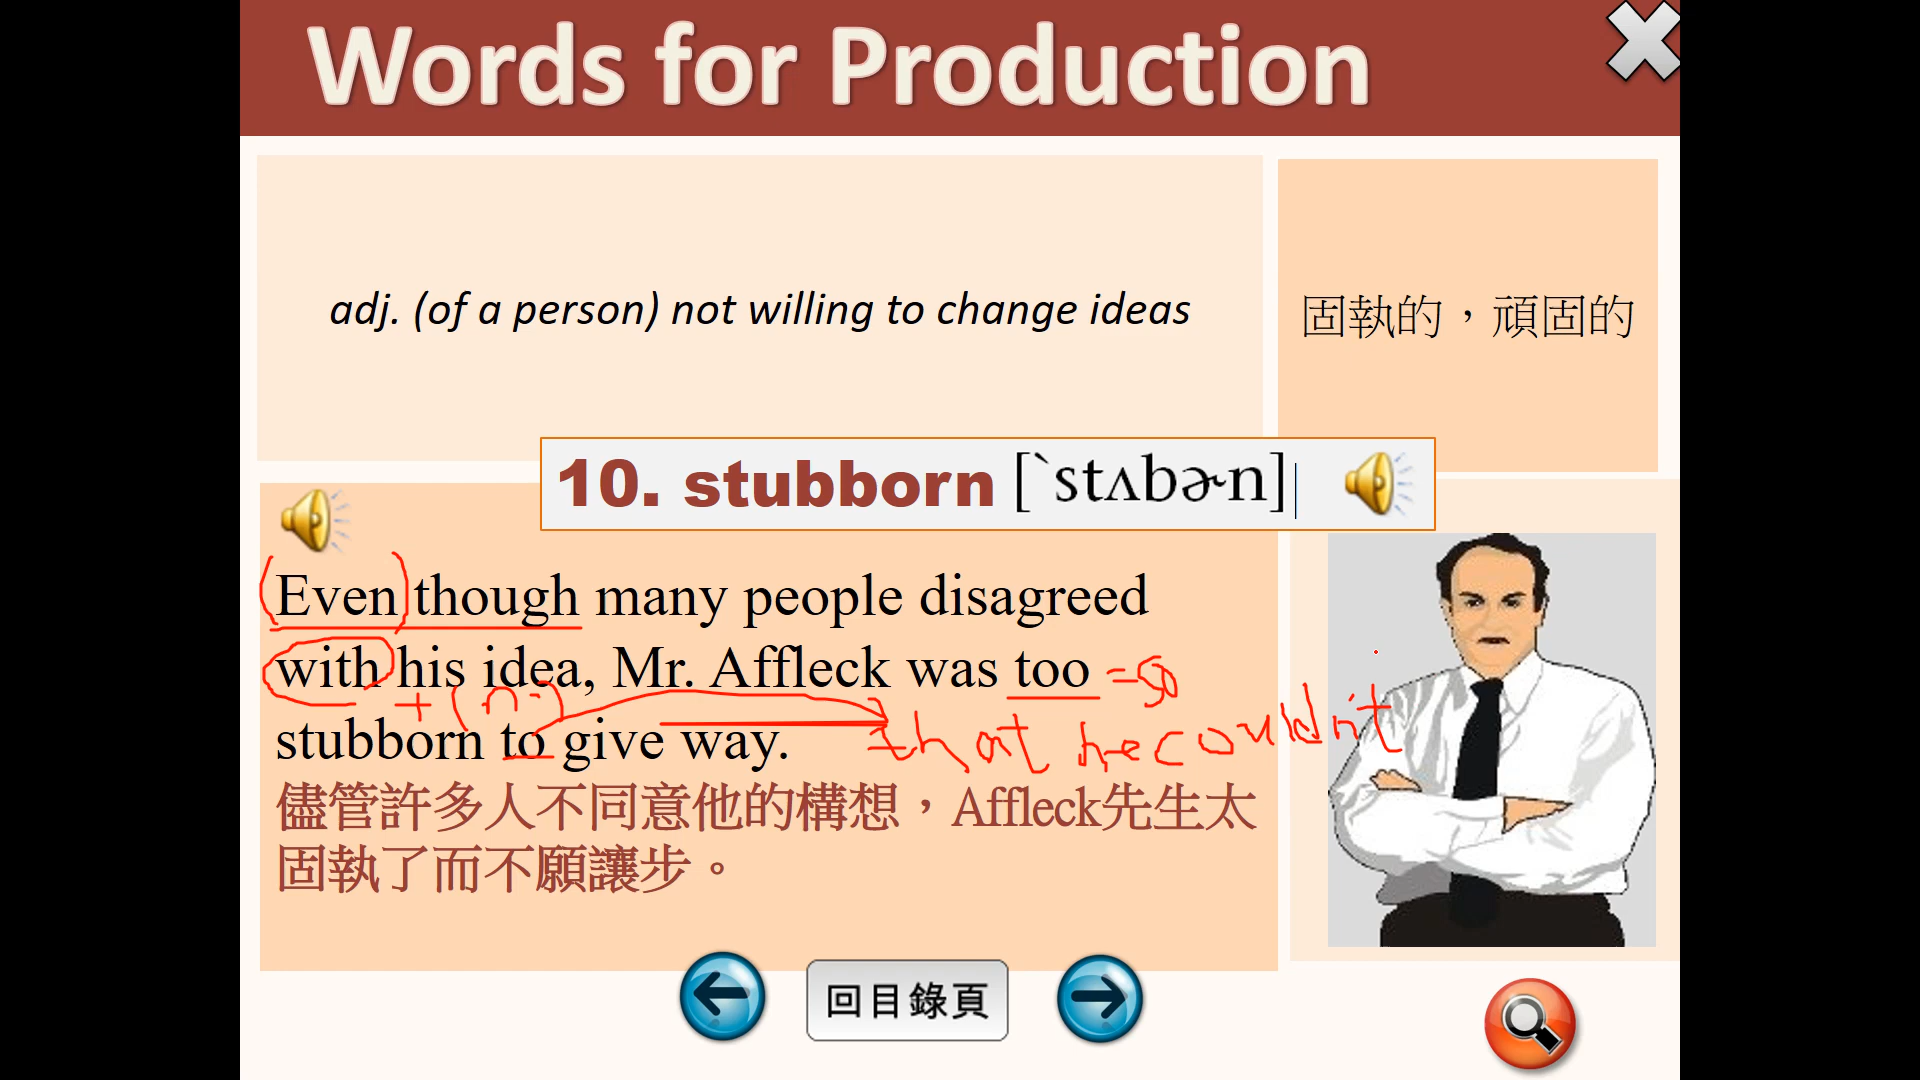 Words for Production
adj. (of a person) not willing to change ideas
固執的，頑固的
10. stubborn [ˋstʌbɚn]
Even though many people disagreed
with his idea, Mr. Affleck was too =so
+(n.)
stubborn to give way. that he couldn't
儘管許多人不同意他的構想，Affleck先生太
固執了而不願讓步。
回目錄頁